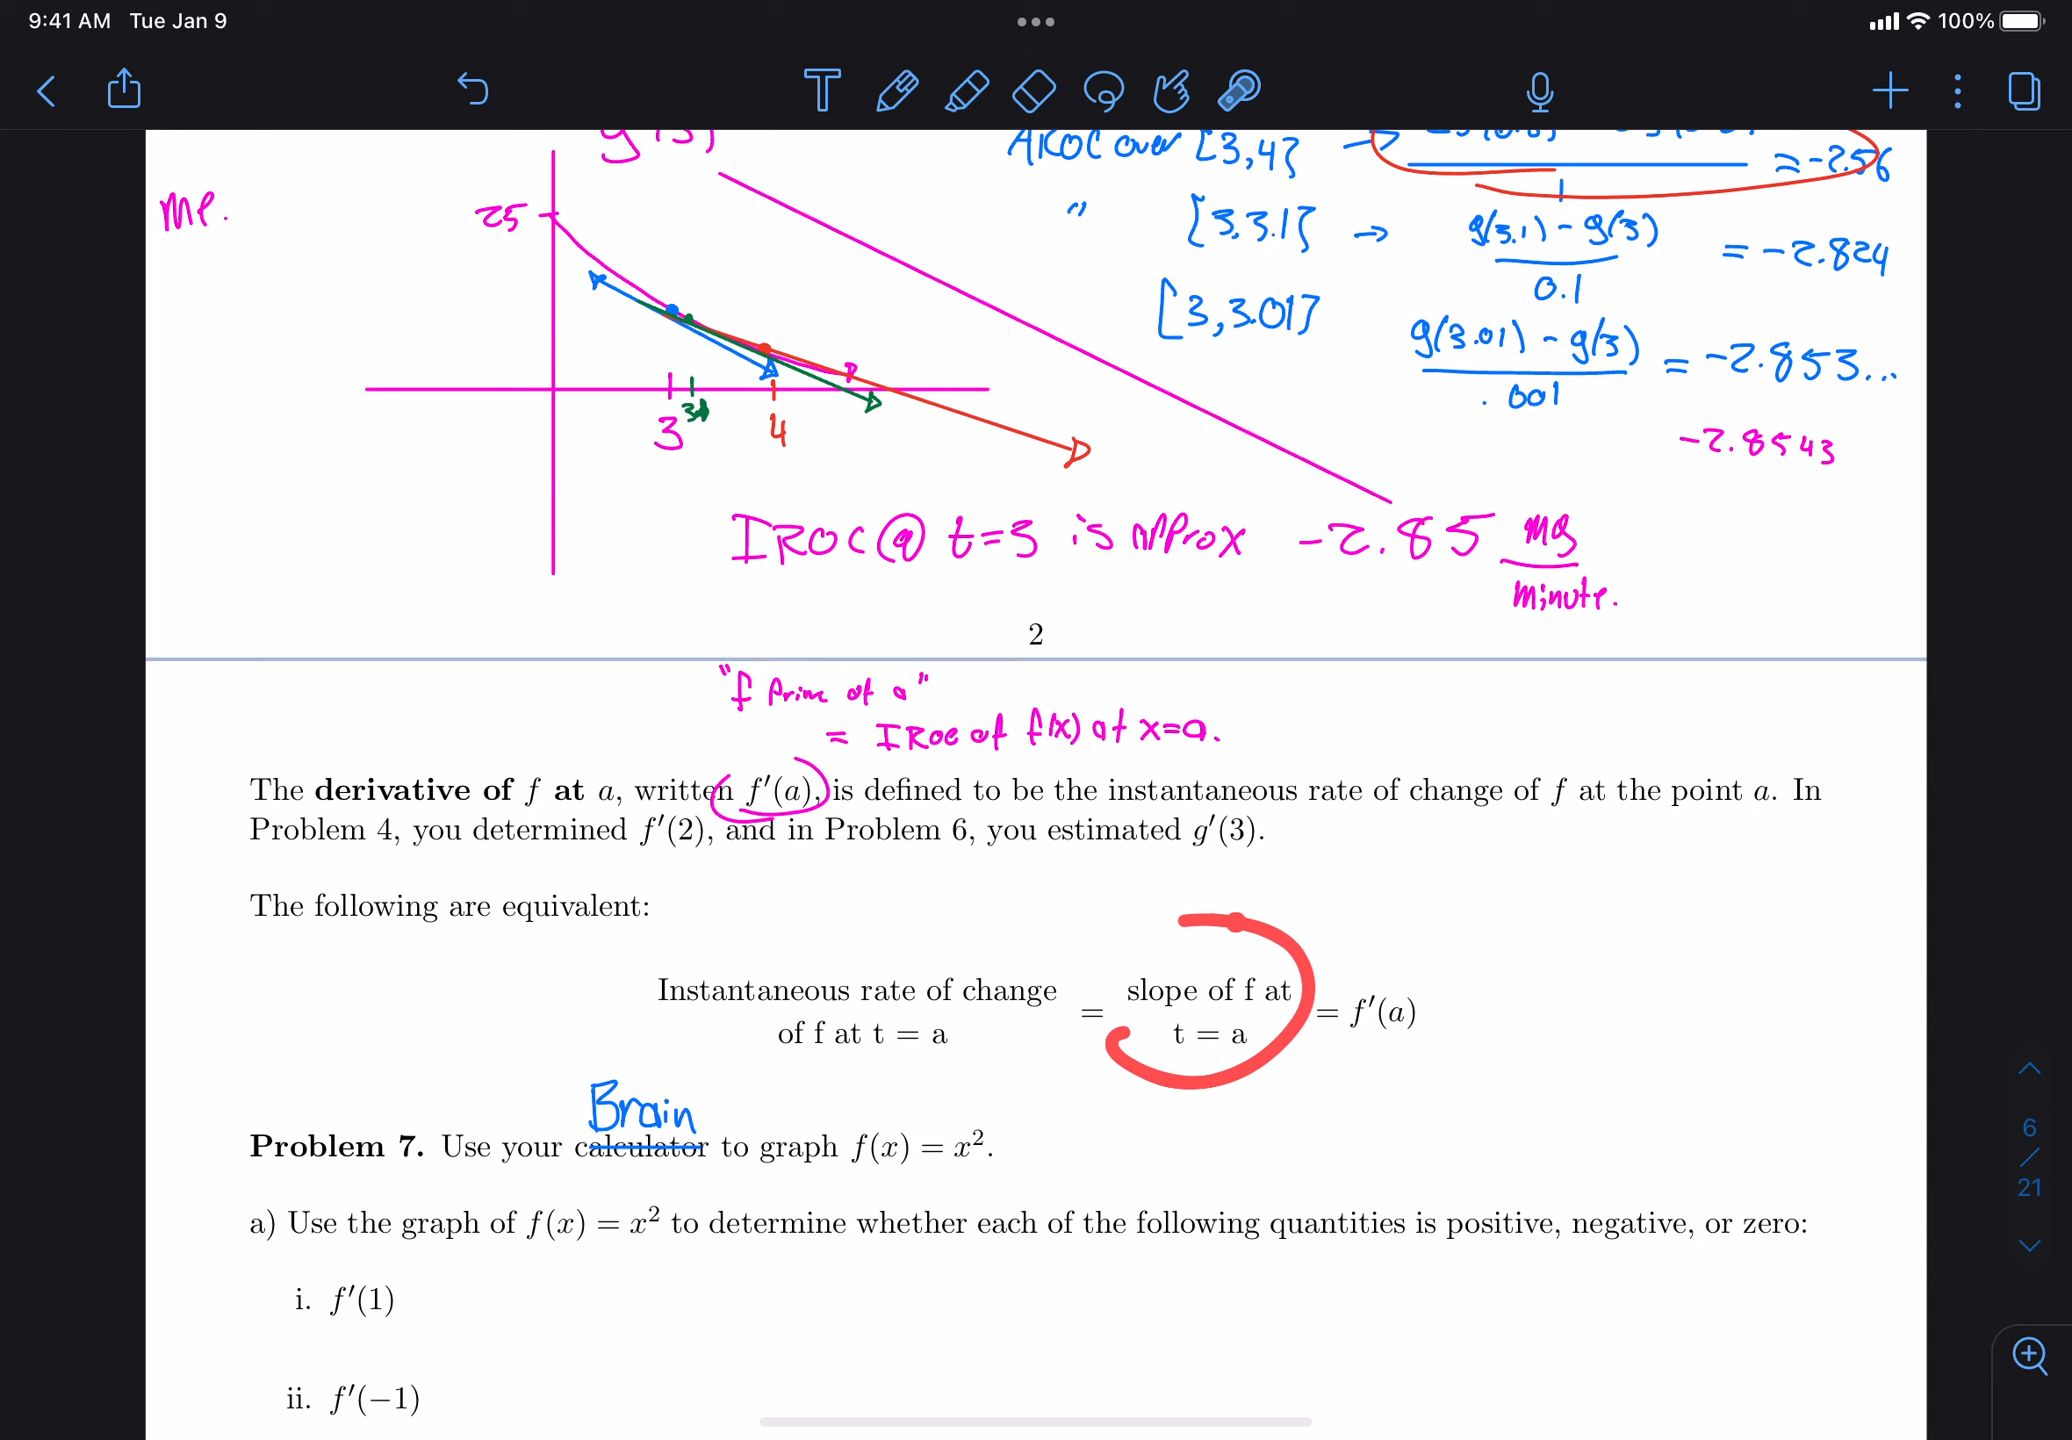 9:41 AM Tue Jan 9
100%
AROC over [3,4]
= -2.56
me.
25
" [3,3.1] → g(3.1) - g(3) / 0.1 = -2.824
[3,3.01] g(3.01) - g(3) / .001 = -2.853...
-2.8543
3
4
IROC @ t=3 is approx -2.85 mg
minute.
2
"f prime of a"
= IROC of f(x) at x=a.
The derivative of f at a, written f′(a), is defined to be the instantaneous rate of change of f at the point a. In
Problem 4, you determined f′(2), and in Problem 6, you estimated g′(3).
The following are equivalent:
Instantaneous rate of change
of f at t = a
=
slope of f at
t = a
= f′(a)
Brain
Problem 7. Use your calculator to graph f(x) = x².
a) Use the graph of f(x) = x² to determine whether each of the following quantities is positive, negative, or zero:
i. f′(1)
ii. f′(−1)
6
/
21